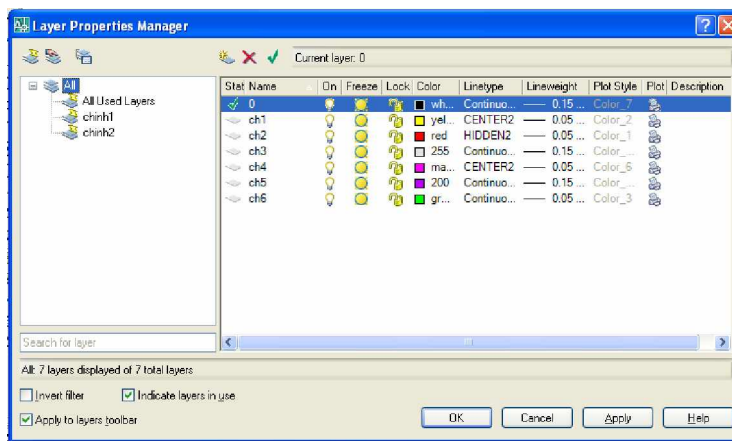 Layer Properties Manager
Current layer: 0
All
All Used Layers
chinh1
chinh2
Stat Name On Freeze Lock Color Linetype Lineweight Plot Style Plot Description
0 wh... Continuo... 0.15 ... Color_7
ch1 yel... CENTER2 0.05 ... Color_2
ch2 red HIDDEN2 0.05 ... Color_1
ch3 255 Continuo... 0.15 ... Color_...
ch4 ma... CENTER2 0.05 ... Color_6
ch5 200 Continuo... 0.15 ... Color_...
ch6 gr... Continuo... 0.05 ... Color_3
Search for layer
All: 7 layers displayed of 7 total layers
Invert filter Indicate layers in use
Apply to layers toolbar
OK Cancel Apply Help